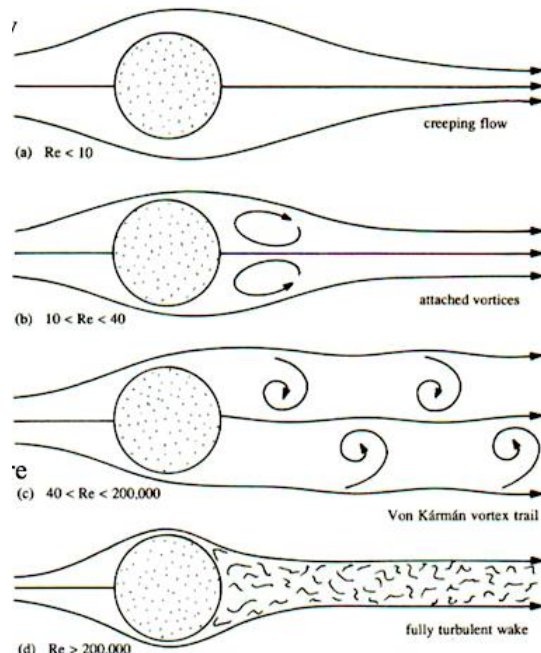 y
creeping flow
(a) Re < 10
attached vortices
(b) 10 < Re < 40
re
(c) 40 < Re < 200,000
Von Kármán vortex trail
fully turbulent wake
(d) Re > 200,000